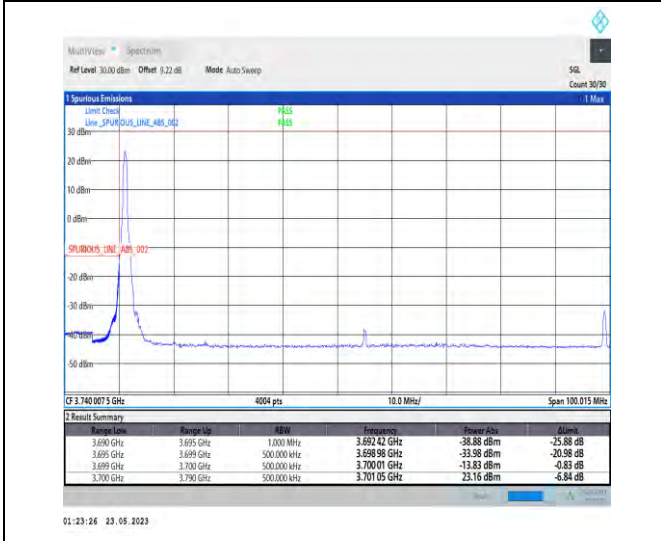 MultiView Spectrum
Ref Level 30.00 dBm Offset 9.22 dB Mode Auto Sweep SGL
Count 30/30
1 Spurious Emissions 1 Max
Limit Check PASS
Line _SPURIOUS_LINE_ABS_002 PASS
30 dBm
20 dBm
10 dBm
0 dBm
_SPURIOUS_LINE_ABS_002
-20 dBm
-30 dBm
-40 dBm
-50 dBm
CF 3.740 007 5 GHz 4004 pts 10.0 MHz/ Span 100.015 MHz
2 Result Summary
Range Low Range Up RBW Frequency Power Abs ΔLimit
3.690 GHz 3.695 GHz 1.000 MHz 3.692 42 GHz -38.88 dBm -25.88 dB
3.695 GHz 3.699 GHz 500.000 kHz 3.698 98 GHz -33.98 dBm -20.98 dB
3.699 GHz 3.700 GHz 500.000 kHz 3.700 01 GHz -13.83 dBm -0.83 dB
3.700 GHz 3.790 GHz 500.000 kHz 3.701 05 GHz 23.16 dBm -6.84 dB
01:23:26 23.05.2023